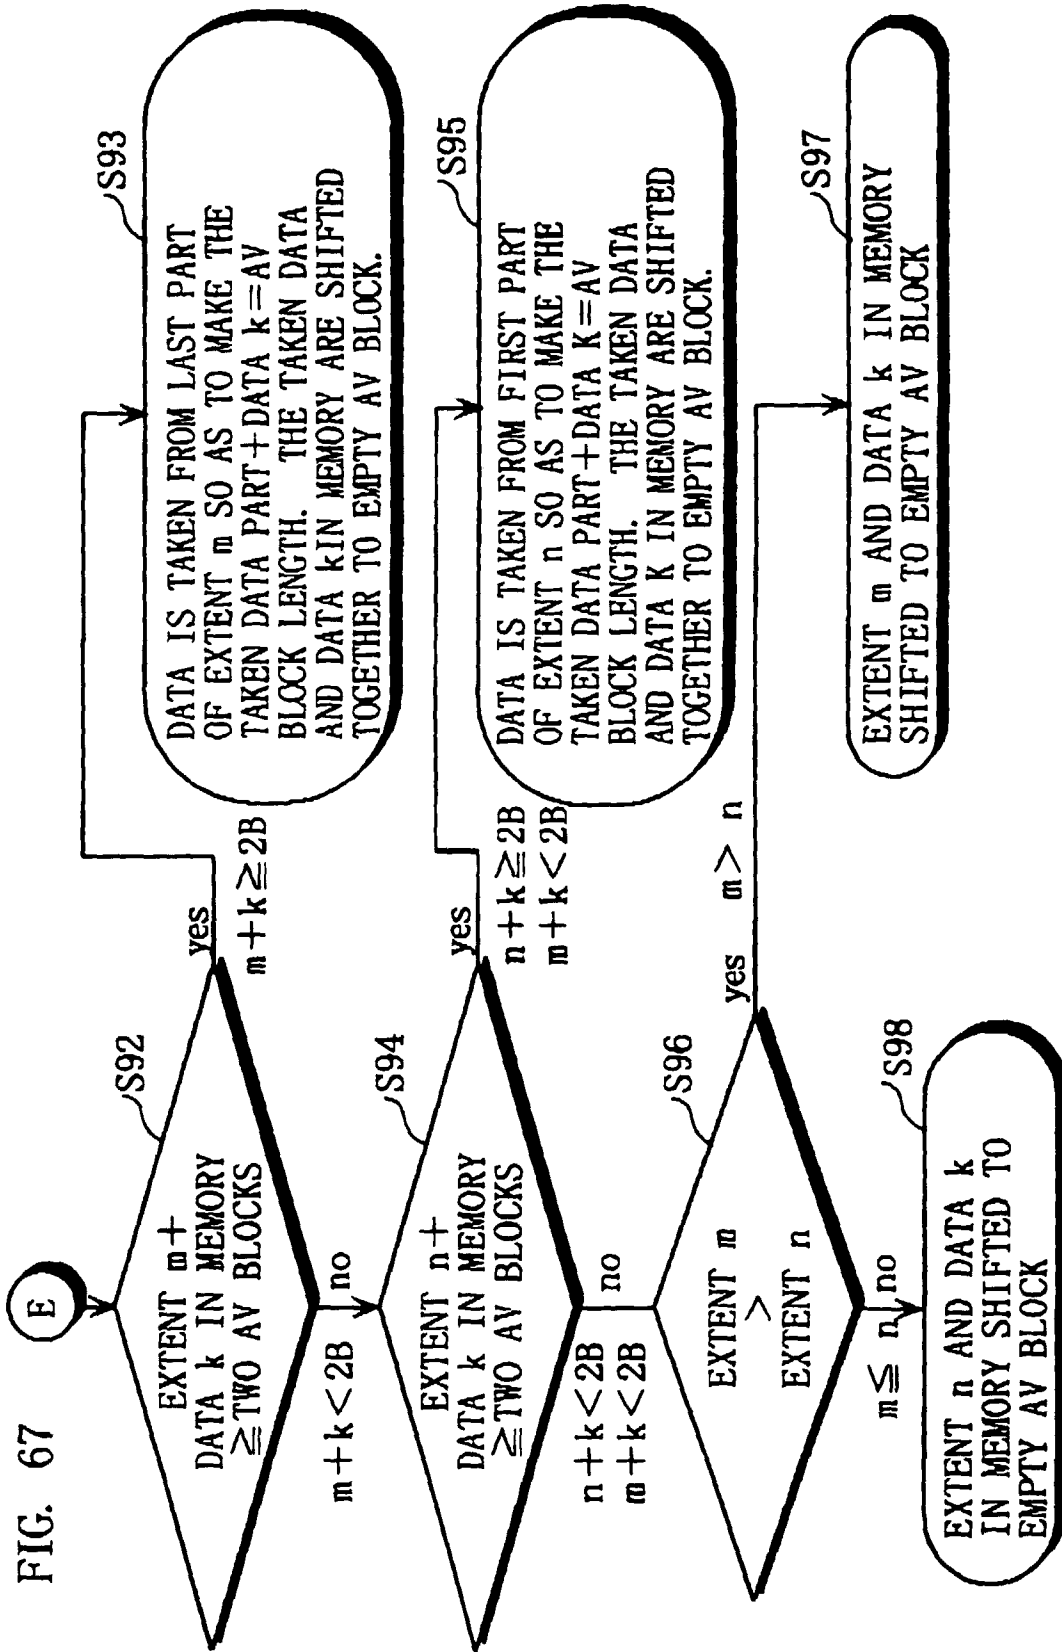 FIG. 67
E
S92
EXTENT m+
DATA k IN MEMORY
≧TWO AV BLOCKS
yes
m+k≧2B
S93
DATA IS TAKEN FROM LAST PART
OF EXTENT m SO AS TO MAKE THE
TAKEN DATA PART+DATA k=AV
BLOCK LENGTH. THE TAKEN DATA
AND DATA kIN MEMORY ARE SHIFTED
TOGETHER TO EMPTY AV BLOCK.
no
m+k<2B
S94
EXTENT n+
DATA k IN MEMORY
≧TWO AV BLOCKS
yes
n+k≧2B
m+k<2B
S95
DATA IS TAKEN FROM FIRST PART
OF EXTENT n SO AS TO MAKE THE
TAKEN DATA PART+DATA K=AV
BLOCK LENGTH. THE TAKEN DATA
AND DATA K IN MEMORY ARE SHIFTED
TOGETHER TO EMPTY AV BLOCK.
no
n+k<2B
m+k<2B
S96
EXTENT m
>
EXTENT n
yes
m> n
S97
EXTENT m AND DATA k IN MEMORY
SHIFTED TO EMPTY AV BLOCK
m≦ n
no
S98
EXTENT n AND DATA k
IN MEMORY SHIFTED TO
EMPTY AV BLOCK